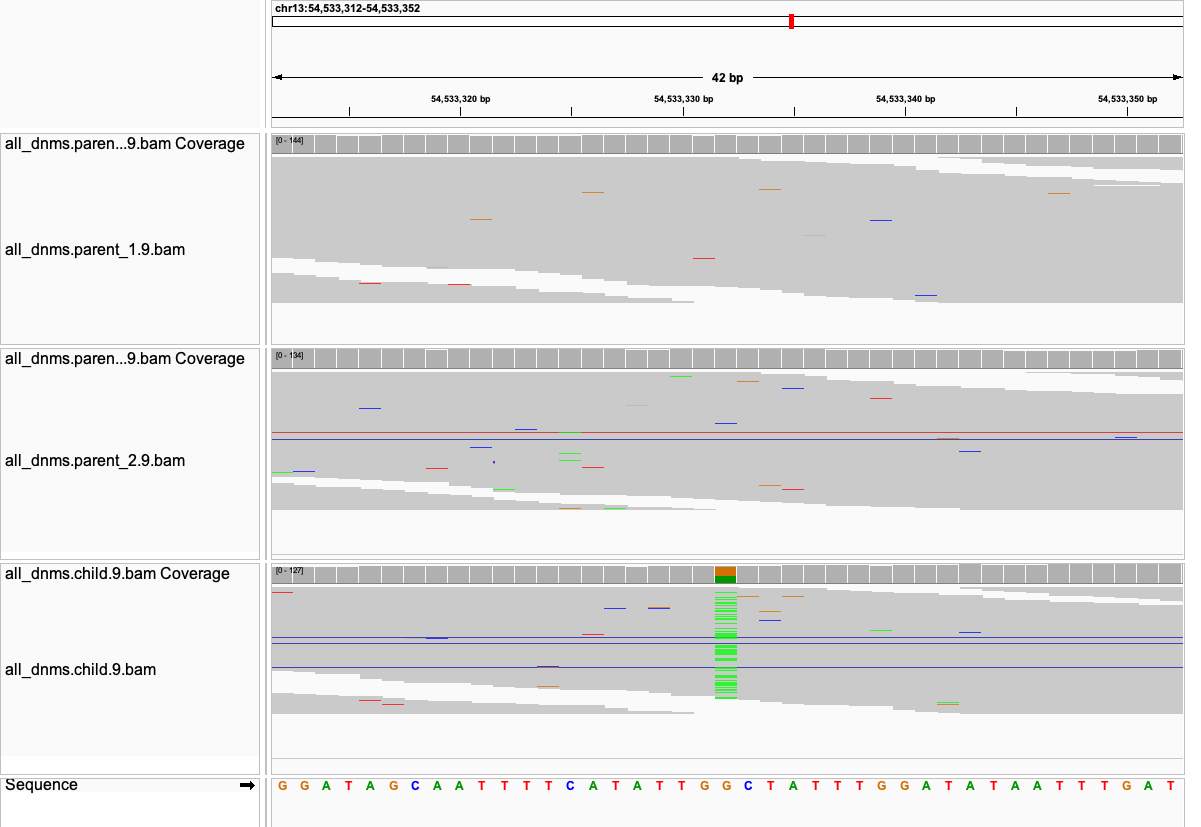 chr13:54,533,312-54,533,352
42 bp
54,533,320 bp 54,533,330 bp 54,533,340 bp 54,533,350 bp
all_dnms.paren...9.bam Coverage
[0 - 144]
all_dnms.parent_1.9.bam
all_dnms.paren...9.bam Coverage
[0 - 134]
all_dnms.parent_2.9.bam
all_dnms.child.9.bam Coverage
[0 - 127]
all_dnms.child.9.bam
Sequence
G G A T A G C A A T T T T C A T A T T G G C T A T T T G G A T A T A A T T T G A T